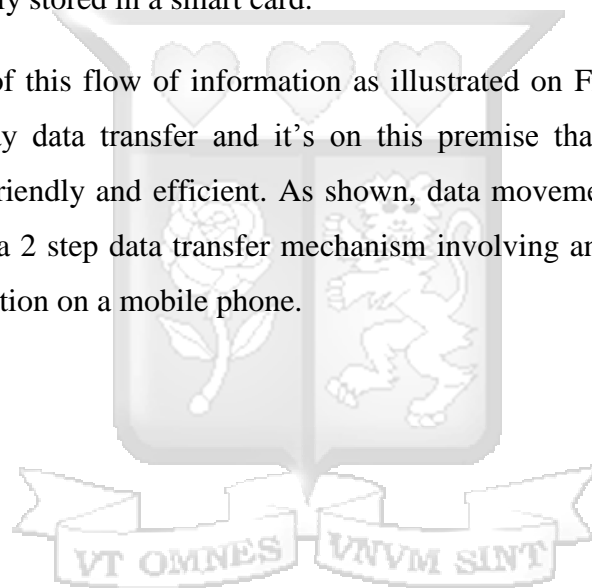 stored in a smart card.
of this flow of information as illustrated on F
data transfer and it's on this premise tha
riendly and efficient. As shown, data moveme
a 2 step data transfer mechanism involving an
tion on a mobile phone.
VT OMNES VNVM SINT